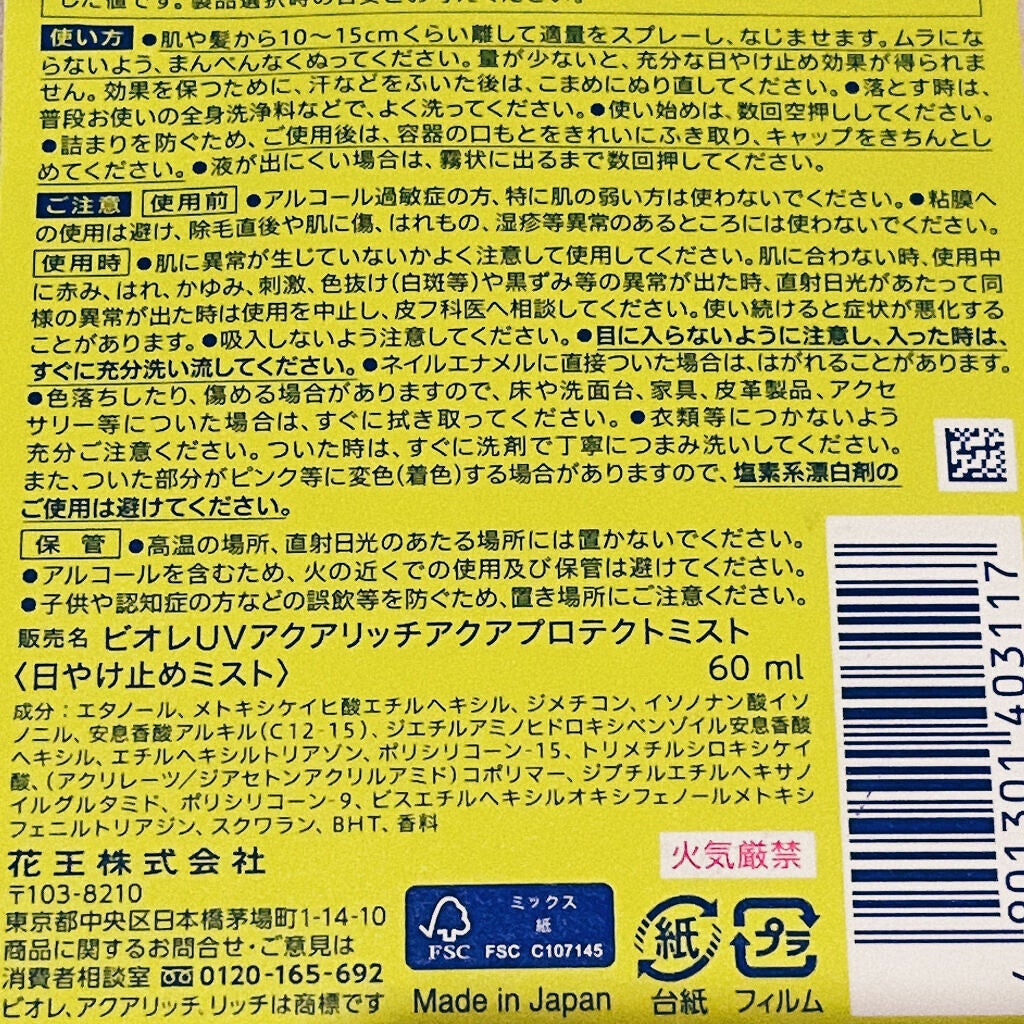 した値です。製品選択時の目安とお考えください。
使い方 ●肌や髪から10〜15cmくらい離して適量をスプレーし、なじませます。ムラにな
らないよう、まんべんなくぬってください。量が少ないと、充分な日やけ止め効果が得られま
せん。効果を保つために、汗などをふいた後は、こまめにぬり直してください。●落とす時は、
普段お使いの全身洗浄料などで、よく洗ってください。●使い始めは、数回空押ししてください。
●詰まりを防ぐため、ご使用後は、容器の口もとをきれいにふき取り、キャップをきちんとし
めてください。●液が出にくい場合は、霧状に出るまで数回押してください。
ご注意 使用前 ●アルコール過敏症の方、特に肌の弱い方は使わないでください。●粘膜へ
の使用は避け、除毛直後や肌に傷、はれもの、湿疹等異常のあるところには使わないでください。
使用時 ●肌に異常が生じていないかよく注意して使用してください。肌に合わない時、使用中
に赤み、はれ、かゆみ、刺激、色抜け(白斑等)や黒ずみ等の異常が出た時、直射日光があたって同
様の異常が出た時は使用を中止し、皮フ科医へ相談してください。使い続けると症状が悪化する
ことがあります。●吸入しないよう注意してください。●目に入らないように注意し、入った時は、
すぐに充分洗い流してください。●ネイルエナメルに直接ついた場合は、はがれることがあります。
●色落ちしたり、傷める場合がありますので、床や洗面台、家具、皮革製品、アクセ
サリー等についた場合は、すぐに拭き取ってください。●衣類等につかないよう
充分ご注意ください。ついた時は、すぐに洗剤で丁寧につまみ洗いしてください。
また、ついた部分がピンク等に変色(着色)する場合がありますので、塩素系漂白剤の
ご使用は避けてください。
保管 ●高温の場所、直射日光のあたる場所には置かないでください。
●アルコールを含むため、火の近くでの使用及び保管は避けてください。
●子供や認知症の方などの誤飲等を防ぐため、置き場所にご注意ください。
販売名 ビオレUVアクアリッチアクアプロテクトミスト
〈日やけ止めミスト〉 60 ml
成分：エタノール、メトキシケイヒ酸エチルヘキシル、ジメチコン、イソノナン酸イソ
ノニル、安息香酸アルキル(C12-15)、ジエチルアミノヒドロキシベンゾイル安息香酸
ヘキシル、エチルヘキシルトリアゾン、ポリシリコーン-15、トリメチルシロキシケイ
酸、(アクリレーツ/ジアセトンアクリルアミド)コポリマー、ジブチルエチルヘキサノ
イルグルタミド、ポリシリコーン-9、ビスエチルヘキシルオキシフェノールメトキシ
フェニルトリアジン、スクワラン、BHT、香料
花王株式会社
〒103-8210
東京都中央区日本橋茅場町1-14-10
商品に関するお問合せ・ご意見は
消費者相談室 0120-165-692
ビオレ、アクアリッチ、リッチは商標です
火気厳禁
ミックス
紙
FSC FSC C107145
Made in Japan
紙
台紙
プラ
フィルム
4 901301 403117